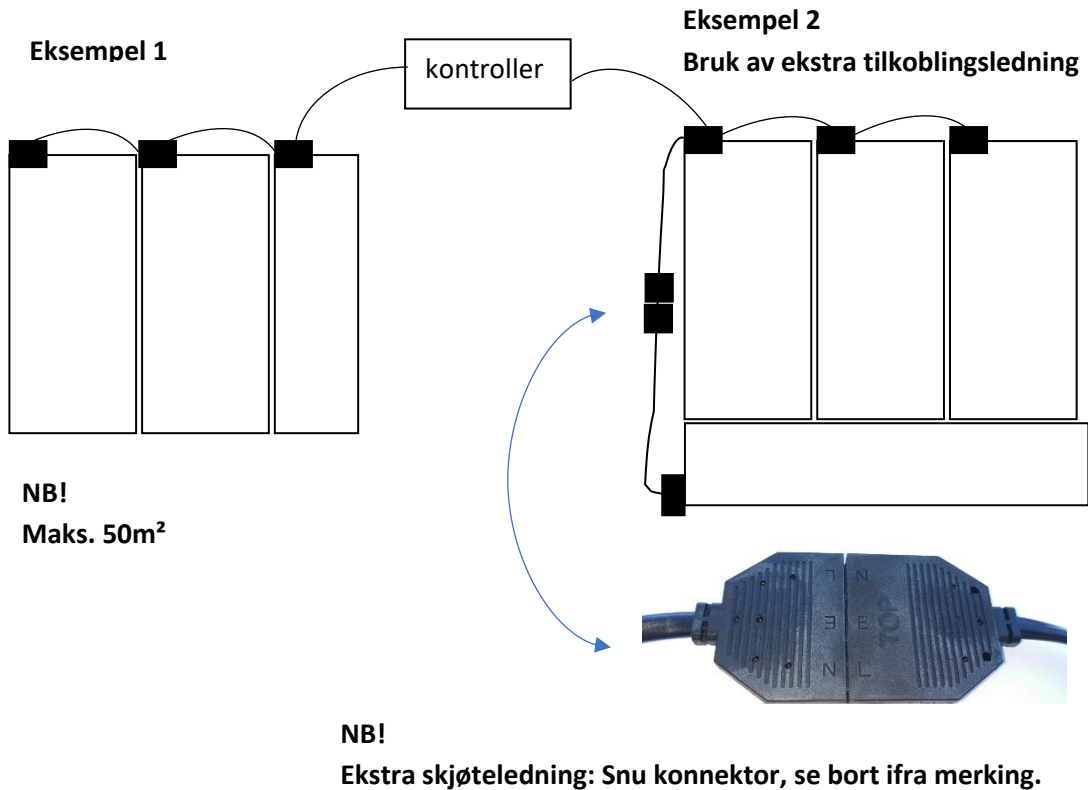 Eksempel 1
kontroller
Eksempel 2
Bruk av ekstra tilkoblingsledning
NB!
Maks. 50m²
L N
E E
N L
TOP
NB!
Ekstra skjøteledning: Snu konnektor, se bort ifra merking.